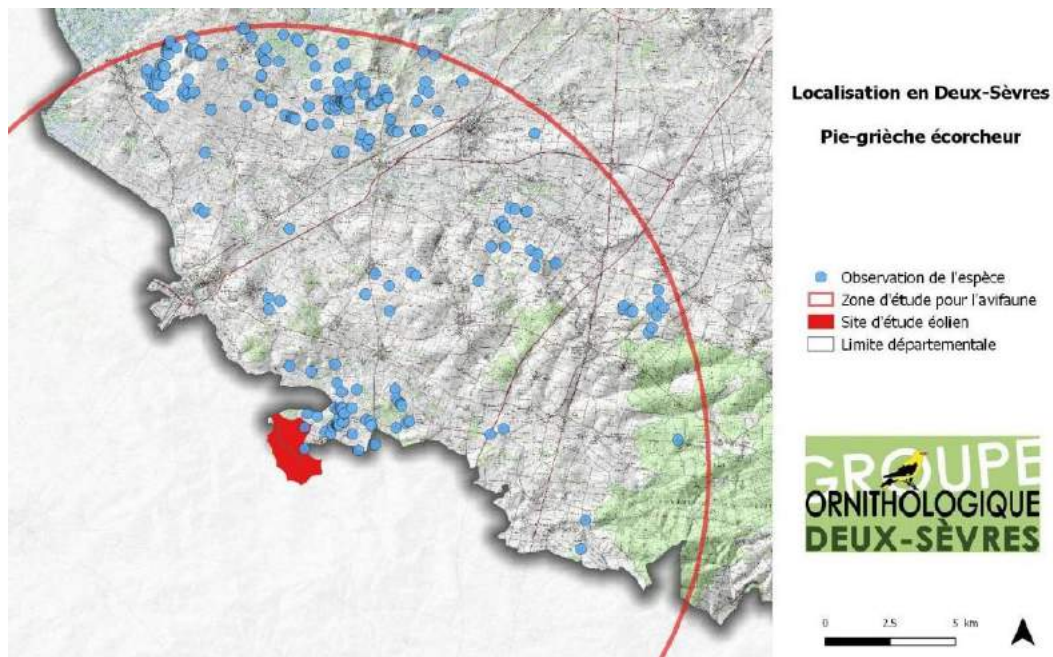 Localisation en Deux-Sèvres
Pie-grièche écorcheur
Observation de l'espèce
Zone d'étude pour l'avifaune
Site d'étude éolien
Limite départementale
GROUPE
ORNITHOLOGIQUE
DEUX-SÈVRES
0 2.5 5 km